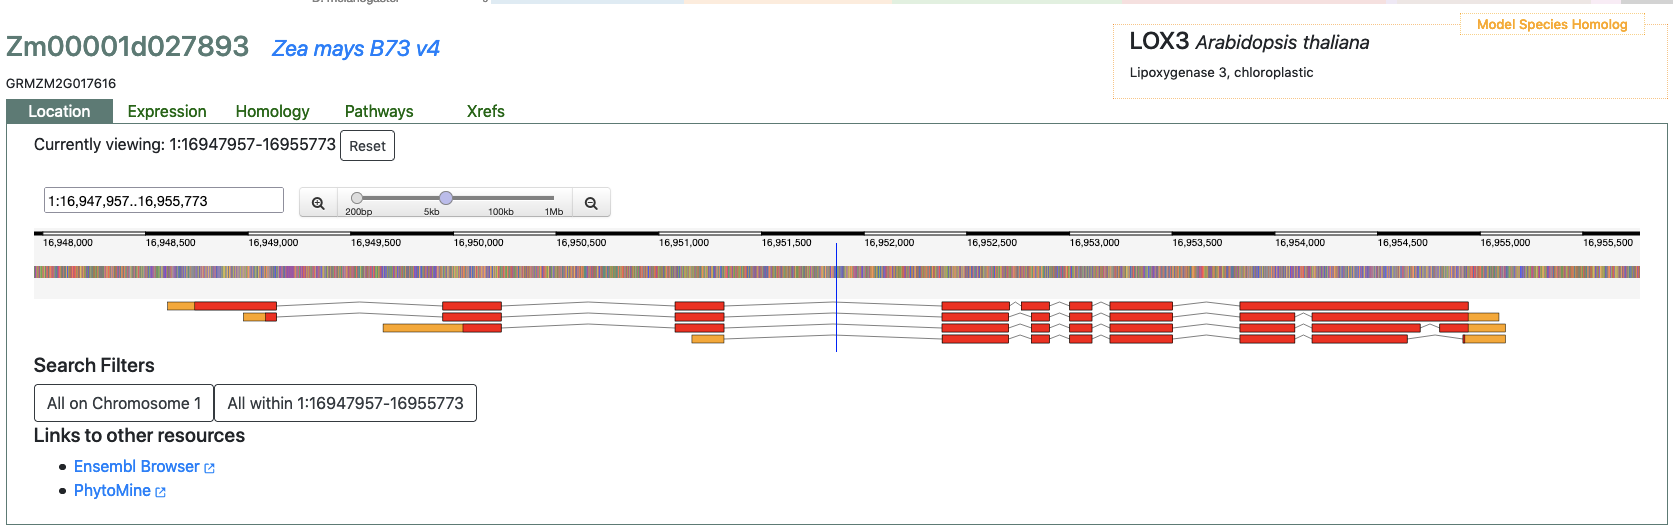 D. melanogaster
Zm00001d027893 Zea mays B73 v4
GRMZM2G017616
Model Species Homolog
LOX3 Arabidopsis thaliana
Lipoxygenase 3, chloroplastic
Location Expression Homology Pathways Xrefs
Currently viewing: 1:16947957-16955773 Reset
1:16,947,957..16,955,773
200bp 5kb 100kb 1Mb
16,948,000 16,948,500 16,949,000 16,949,500 16,950,000 16,950,500 16,951,000 16,951,500 16,952,000 16,952,500 16,953,000 16,953,500 16,954,000 16,954,500 16,955,000 16,955,500
Search Filters
All on Chromosome 1 All within 1:16947957-16955773
Links to other resources
Ensembl Browser
PhytoMine